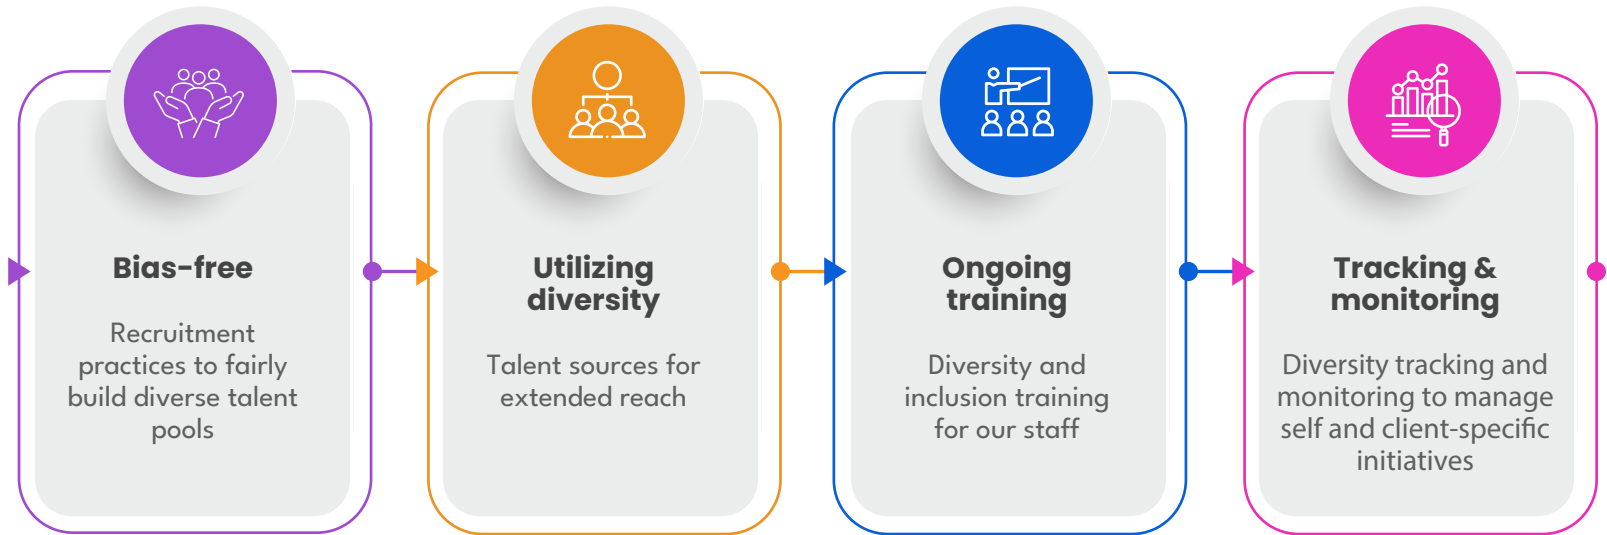 Bias-free
Recruitment
practices to fairly
build diverse talent
pools
Utilizing
diversity
Talent sources for
extended reach
Ongoing
training
Diversity and
inclusion training
for our staff
Tracking &
monitoring
Diversity tracking and
monitoring to manage
self and client-specific
initiatives